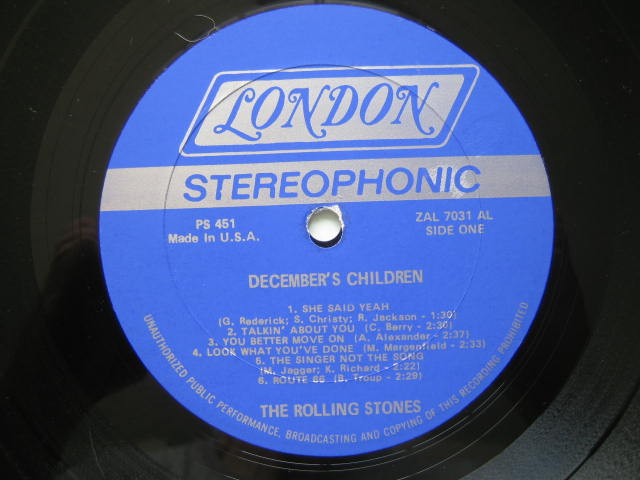 LONDON
STEREOPHONIC
PS 451
Made In U.S.A.
ZAL 7031 AL
SIDE ONE
DECEMBER'S CHILDREN
1. SHE SAID YEAH
(G. Rederick; S. Christy; R. Jackson - 1:30)
2. TALKIN' ABOUT YOU (C. Berry - 2:30)
3. YOU BETTER MOVE ON (A. Alexander - 2:37)
4. LOOK WHAT YOU'VE DONE (M. Morganfield - 2:33)
5. THE SINGER NOT THE SONG
(M. Jagger; K. Richard - 2:22)
6. ROUTE 66 (B. Troup - 2:29)
THE ROLLING STONES
UNAUTHORIZED PUBLIC PERFORMANCE, BROADCASTING AND COPYING OF THIS RECORDING PROHIBITED